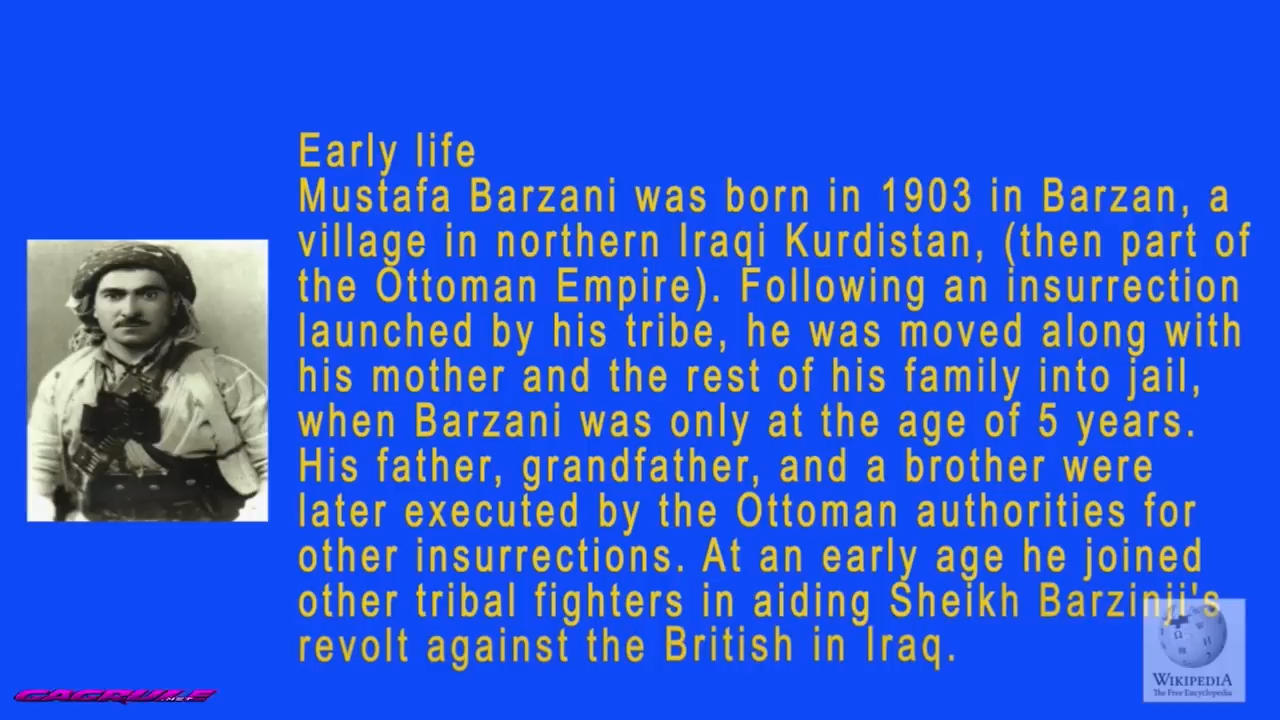 Early life
Mustafa Barzani was born in 1903 in Barzan, a
village in northern Iraqi Kurdistan, (then part of
the Ottoman Empire). Following an insurrection
launched by his tribe, he was moved along with
his mother and the rest of his family into jail,
when Barzani was only at the age of 5 years.
His father, grandfather, and a brother were
later executed by the Ottoman authorities for
other insurrections. At an early age he joined
other tribal fighters in aiding Sheikh Barzinji's
revolt against the British in Iraq.
WIKIPEDIA
The Free Encyclopedia
GAGRULE.NET